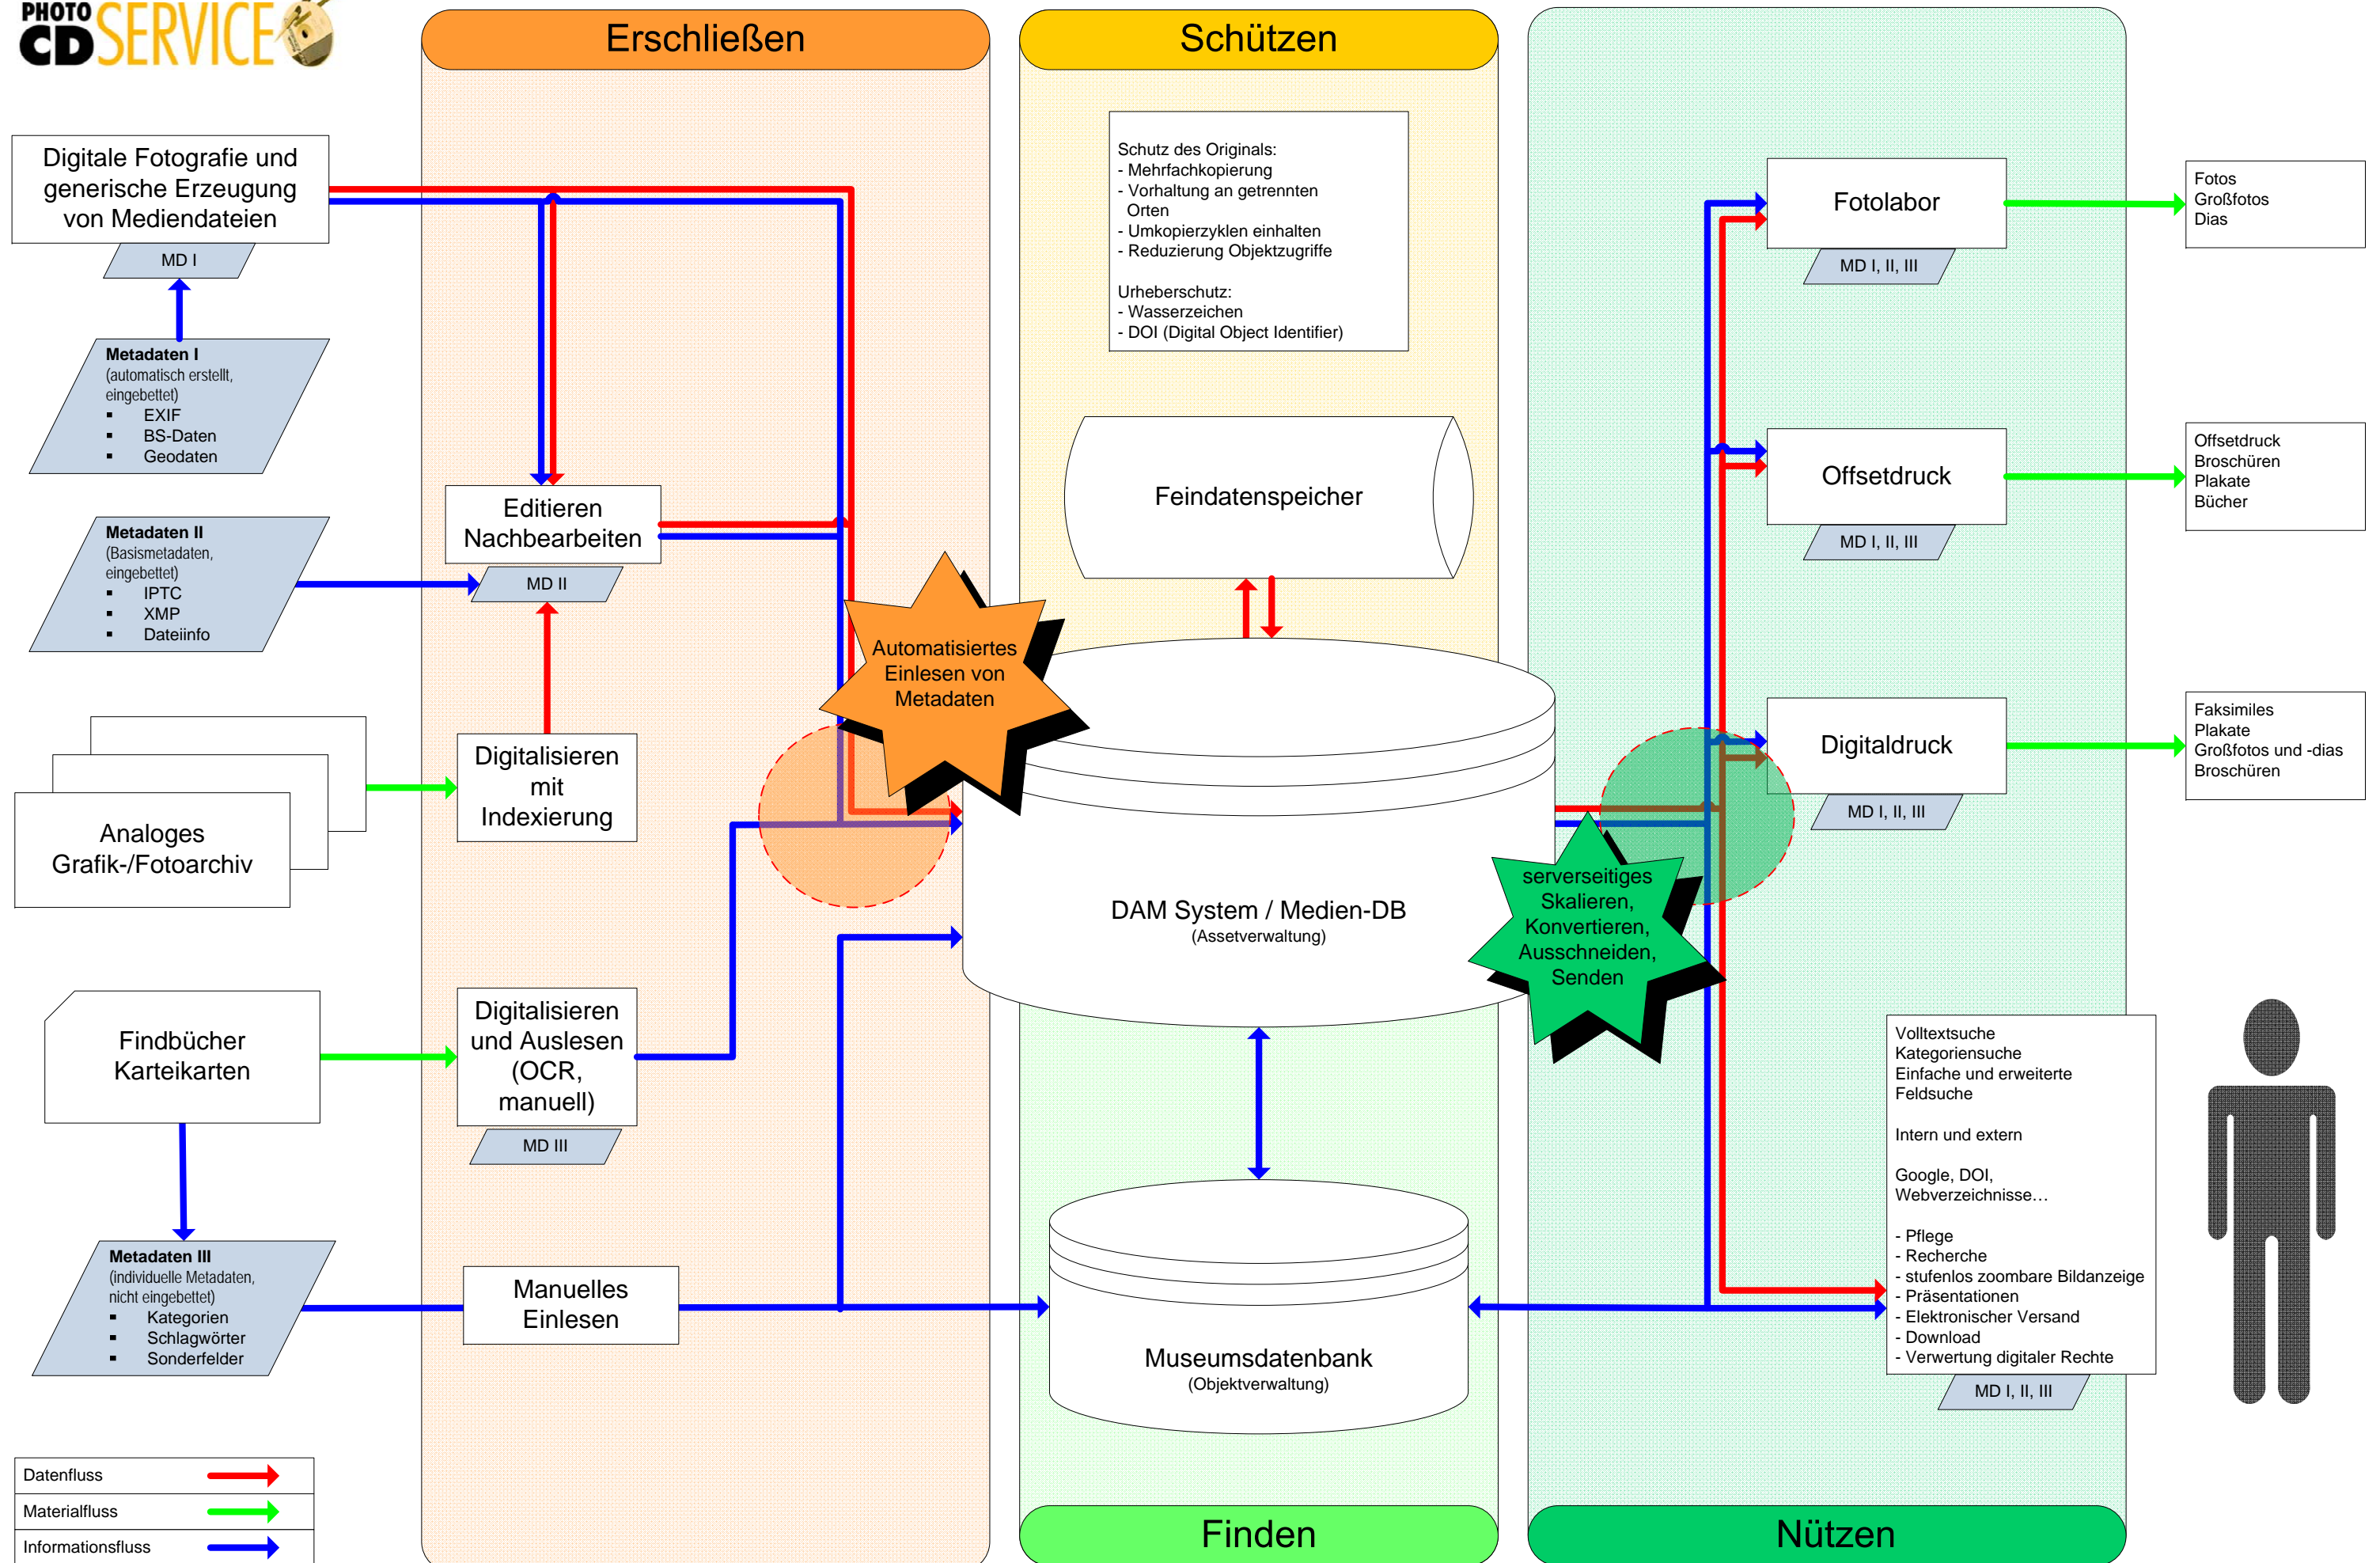 PHOTO
CD SERVICE
Erschließen
Schützen
Digitale Fotografie und
generische Erzeugung
von Mediendateien
MD I
Metadaten I
(automatisch erstellt,
eingebettet)
▪ EXIF
▪ BS-Daten
▪ Geodaten
Metadaten II
(Basismetadaten,
eingebettet)
▪ IPTC
▪ XMP
▪ Dateiinfo
Analoges
Grafik-/Fotoarchiv
Findbücher
Karteikarten
Metadaten III
(individuelle Metadaten,
nicht eingebettet)
▪ Kategorien
▪ Schlagwörter
▪ Sonderfelder
Datenfluss
Materialfluss
Informationsfluss
Editieren
Nachbearbeiten
MD II
Digitalisieren
mit
Indexierung
Digitalisieren
und Auslesen
(OCR,
manuell)
MD III
Manuelles
Einlesen
Automatisiertes
Einlesen von
Metadaten
Schutz des Originals:
- Mehrfachkopierung
- Vorhaltung an getrennten
Orten
- Umkopierzyklen einhalten
- Reduzierung Objektzugriffe
Urheberschutz:
- Wasserzeichen
- DOI (Digital Object Identifier)
Feindatenspeicher
DAM System / Medien-DB
(Assetverwaltung)
Museumsdatenbank
(Objektverwaltung)
Finden
serverseitiges
Skalieren,
Konvertieren,
Ausschneiden,
Senden
Fotolabor
MD I, II, III
Offsetdruck
MD I, II, III
Digitaldruck
MD I, II, III
Fotos
Großfotos
Dias
Offsetdruck
Broschüren
Plakate
Bücher
Faksimiles
Plakate
Großfotos und -dias
Broschüren
Volltextsuche
Kategoriensuche
Einfache und erweiterte
Feldsuche
Intern und extern
Google, DOI,
Webverzeichnisse…
- Pflege
- Recherche
- stufenlos zoombare Bildanzeige
- Präsentationen
- Elektronischer Versand
- Download
- Verwertung digitaler Rechte
MD I, II, III
Nützen